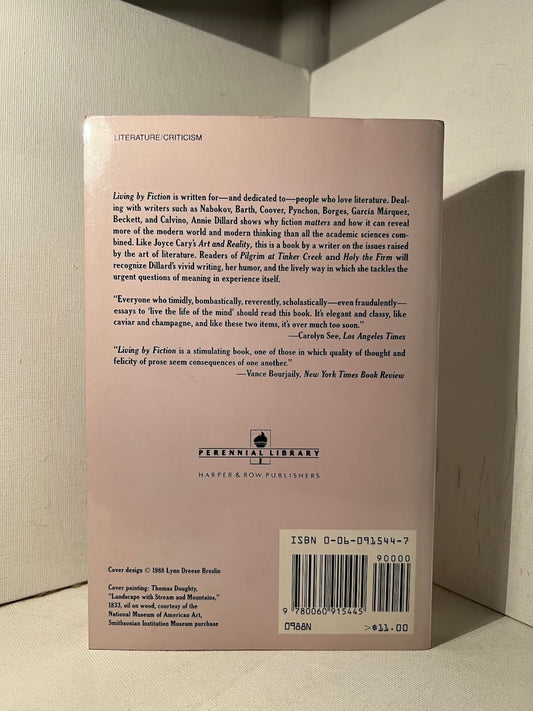 LITERATURE/CRITICISM
Living by Fiction is written for—and dedicated to—people who love literature. Deal-
ing with writers such as Nabokov, Barth, Coover, Pynchon, Borges, García Márquez,
Beckett, and Calvino, Annie Dillard shows why fiction matters and how it can reveal
more of the modern world and modern thinking than all the academic sciences com-
bined. Like Joyce Cary's Art and Reality, this is a book by a writer on the issues raised
by the art of literature. Readers of Pilgrim at Tinker Creek and Holy the Firm will
recognize Dillard's vivid writing, her humor, and the lively way in which she tackles the
urgent questions of meaning in experience itself.
"Everyone who timidly, bombastically, reverently, scholastically—even fraudulently—
essays to 'live the life of the mind' should read this book. It's elegant and classy, like
caviar and champagne, and like these two items, it's over much too soon."
—Carolyn See, Los Angeles Times
"Living by Fiction is a stimulating book, one of those in which quality of thought and
felicity of prose seem consequences of one another."
—Vance Bourjaily, New York Times Book Review
PERENNIAL LIBRARY
HARPER & ROW PUBLISHERS
ISBN 0-06-091544-7
90000
9 780060 915445
0988N
>$11.00
Cover design © 1988 Lynn Dreese Breslin
Cover painting: Thomas Doughty,
"Landscape with Stream and Mountains,"
1833, oil on wood, courtesy of the
National Museum of American Art,
Smithsonian Institution Museum purchase